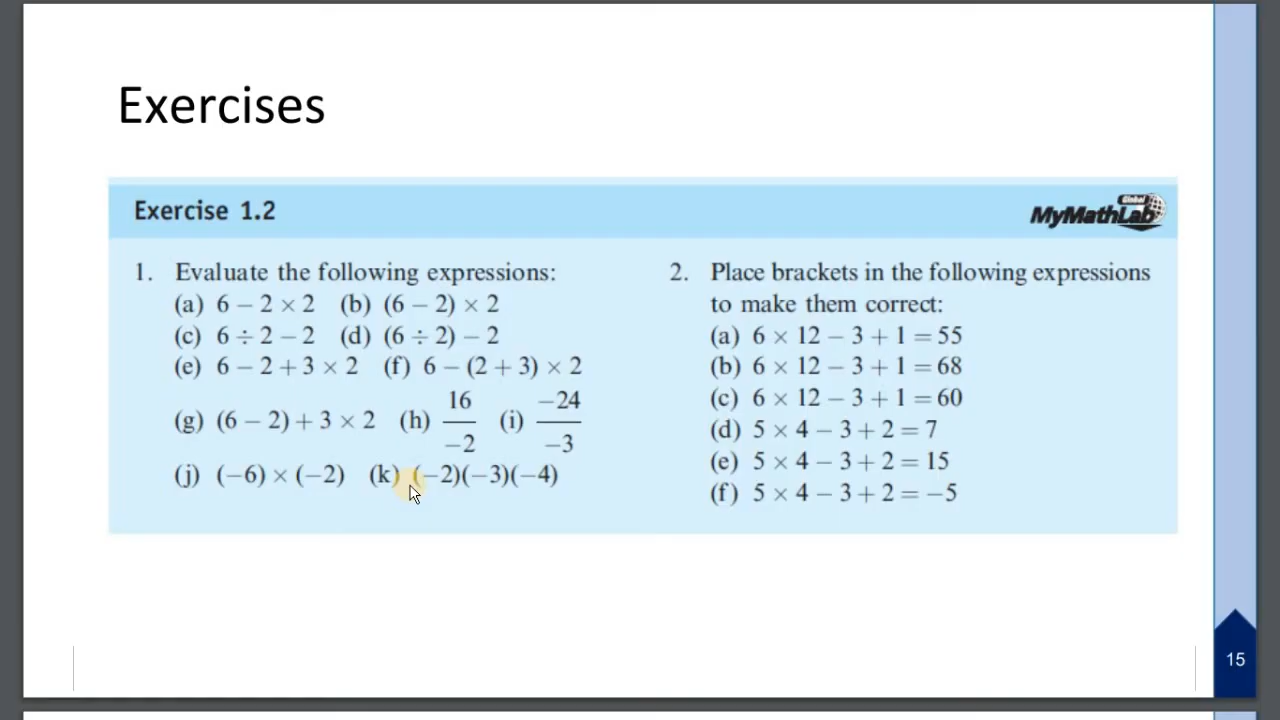 Exercises
Exercise 1.2
Global
MyMathLab
1. Evaluate the following expressions:
(a) 6 − 2 × 2 (b) (6 − 2) × 2
(c) 6 ÷ 2 − 2 (d) (6 ÷ 2) − 2
(e) 6 − 2 + 3 × 2 (f) 6 − (2 + 3) × 2
(g) (6 − 2) + 3 × 2 (h) 16/−2 (i) −24/−3
(j) (−6) × (−2) (k) (−2)(−3)(−4)
2. Place brackets in the following expressions
to make them correct:
(a) 6 × 12 − 3 + 1 = 55
(b) 6 × 12 − 3 + 1 = 68
(c) 6 × 12 − 3 + 1 = 60
(d) 5 × 4 − 3 + 2 = 7
(e) 5 × 4 − 3 + 2 = 15
(f) 5 × 4 − 3 + 2 = −5
15